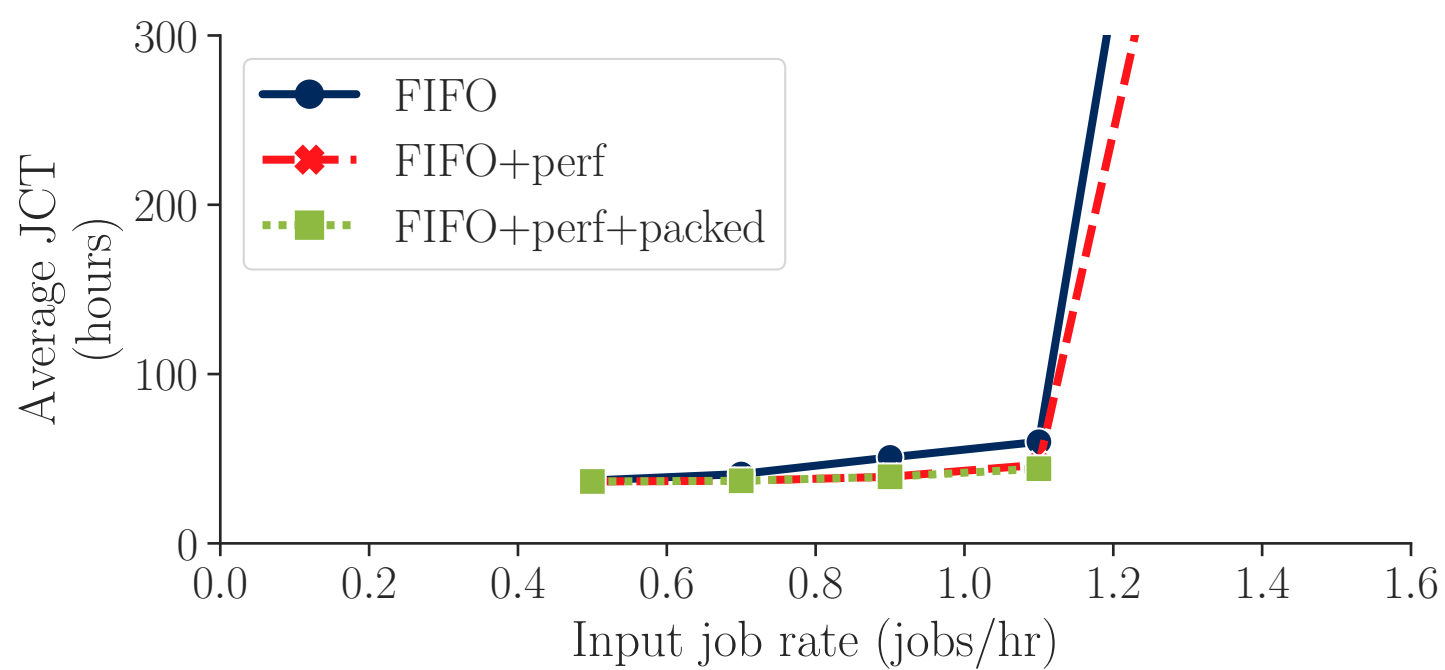 300
200
100
0
Average JCT
(hours)
FIFO
FIFO+perf
FIFO+perf+packed
0.0 0.2 0.4 0.6 0.8 1.0 1.2 1.4 1.6
Input job rate (jobs/hr)